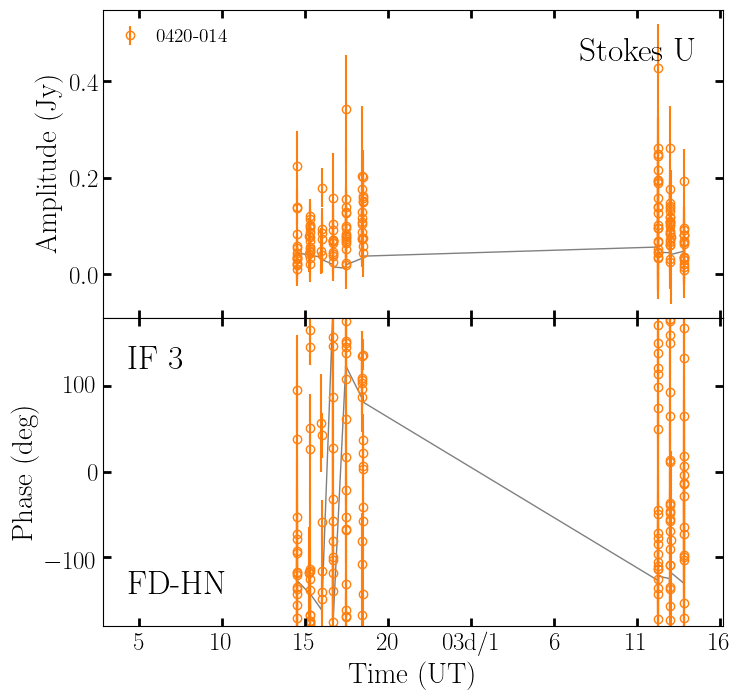 0420-014
Stokes U
Amplitude (Jy)
0.4
0.2
0.0
IF 3
FD-HN
Phase (deg)
100
0
−100
5 10 15 20 03d/1 6 11 16
Time (UT)